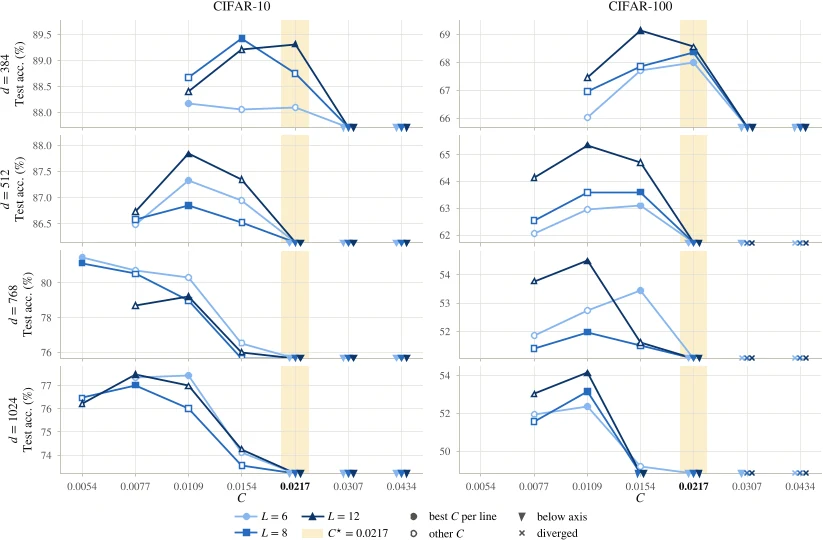 CIFAR-10
CIFAR-100
d = 384
Test acc. (%)
89.5
89.0
88.5
88.0
69
68
67
66
d = 512
Test acc. (%)
88.0
87.5
87.0
86.5
65
64
63
62
d = 768
Test acc. (%)
80
78
76
54
53
52
d = 1024
Test acc. (%)
77
76
75
74
54
52
50
0.0054 0.0077 0.0109 0.0154 0.0217 0.0307 0.0434
0.0054 0.0077 0.0109 0.0154 0.0217 0.0307 0.0434
C
C
L = 6 L = 12 best C per line below axis
L = 8 C⋆ = 0.0217 other C diverged